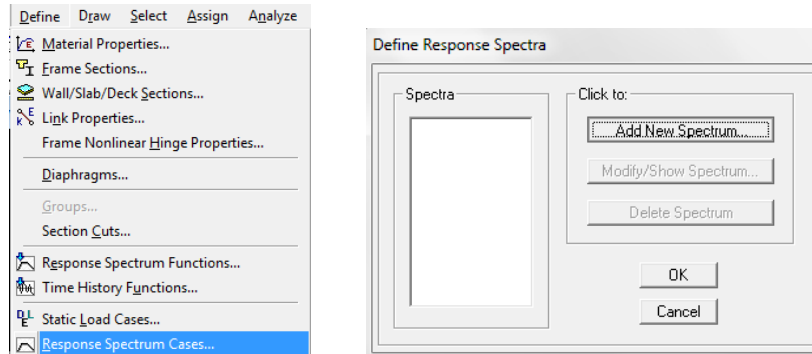 Define Draw Select Assign Analyze
Material Properties...
Frame Sections...
Wall/Slab/Deck Sections...
Link Properties...
Frame Nonlinear Hinge Properties...
Diaphragms...
Groups...
Section Cuts...
Response Spectrum Functions...
Time History Functions...
Static Load Cases...
Response Spectrum Cases...
Define Response Spectra
Spectra
Click to:
Add New Spectrum...
Modify/Show Spectrum...
Delete Spectrum
OK
Cancel